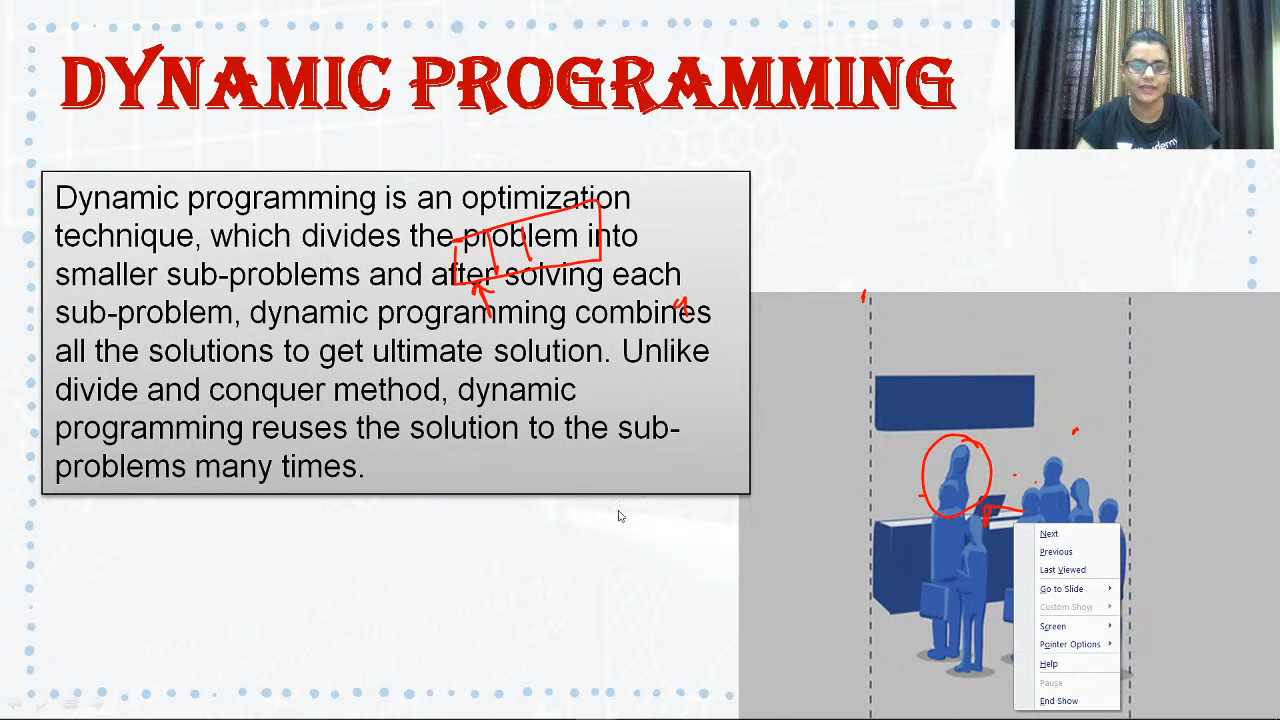 DYNAMIC PROGRAMMING
Dynamic programming is an optimization
technique, which divides the problem into
smaller sub-problems and after solving each
sub-problem, dynamic programming combines
all the solutions to get ultimate solution. Unlike
divide and conquer method, dynamic
programming reuses the solution to the sub-
problems many times.
Next
Previous
Last Viewed
Go to Slide
Custom Show
Screen
Pointer Options
Help
Pause
End Show